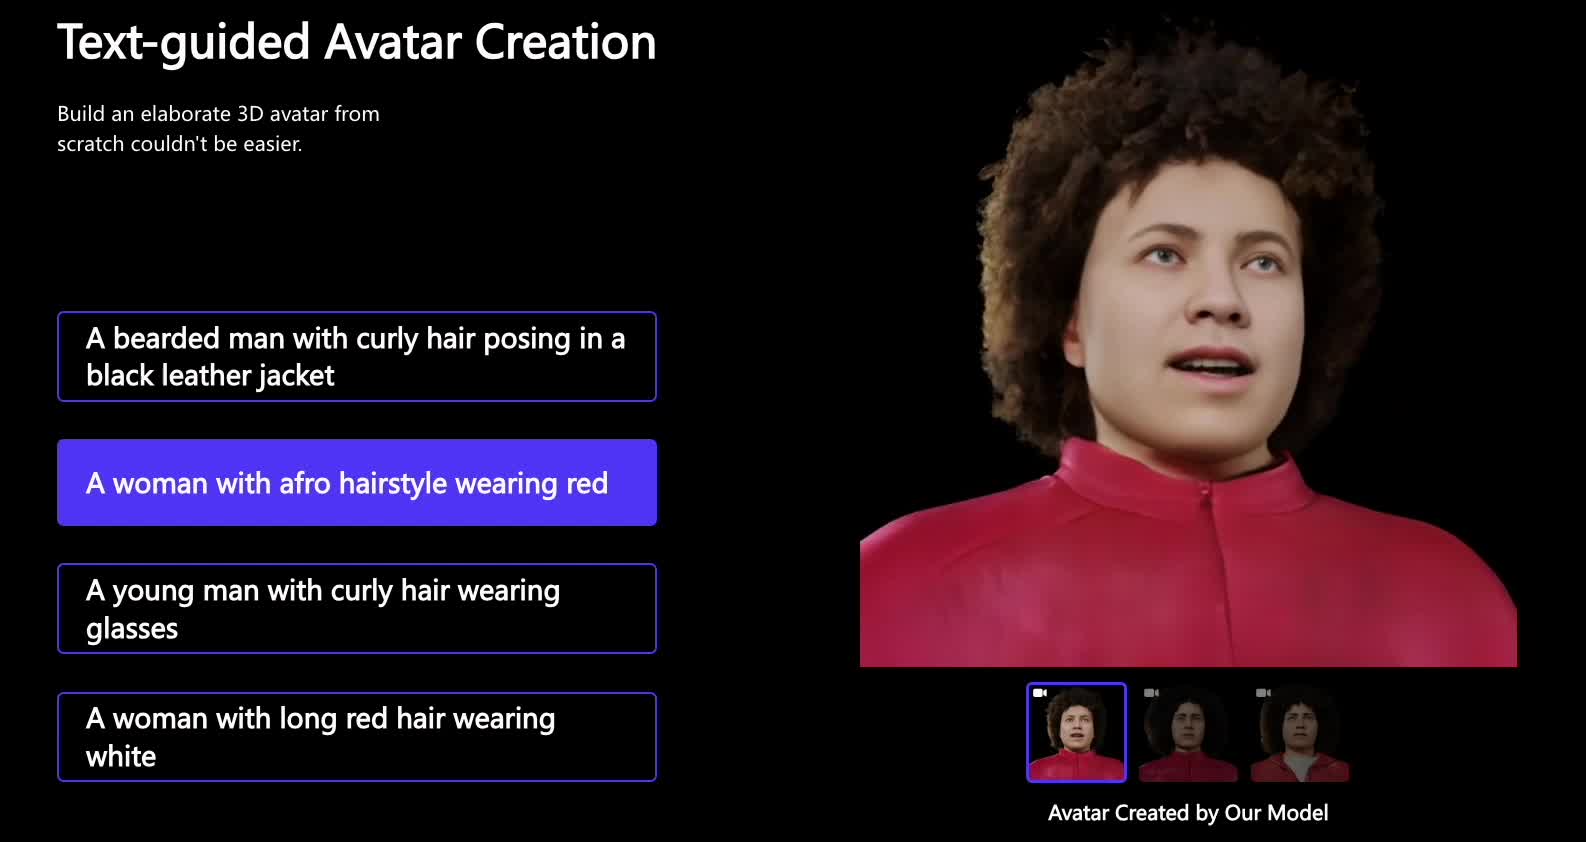 Text-guided Avatar Creation
Build an elaborate 3D avatar from
scratch couldn't be easier.
A bearded man with curly hair posing in a
black leather jacket
A woman with afro hairstyle wearing red
A young man with curly hair wearing
glasses
A woman with long red hair wearing
white
Avatar Created by Our Model